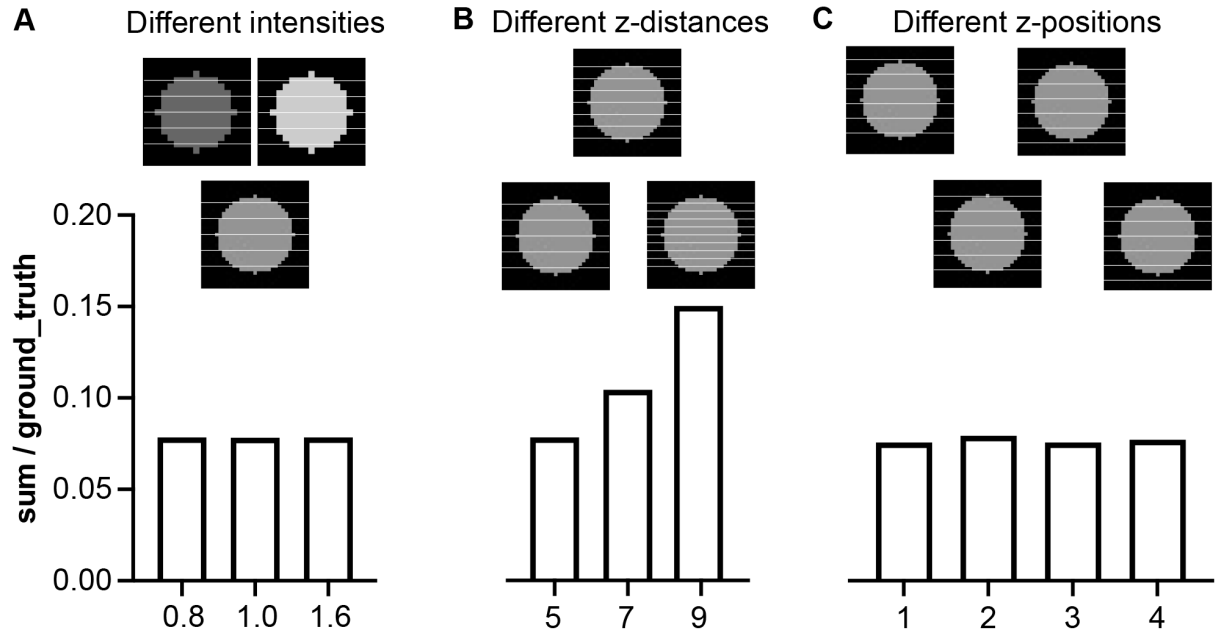 A Different intensities
B Different z-distances
C Different z-positions
sum / ground_truth
0.20
0.15
0.10
0.05
0.00
0.8 1.0 1.6
5 7 9
1 2 3 4